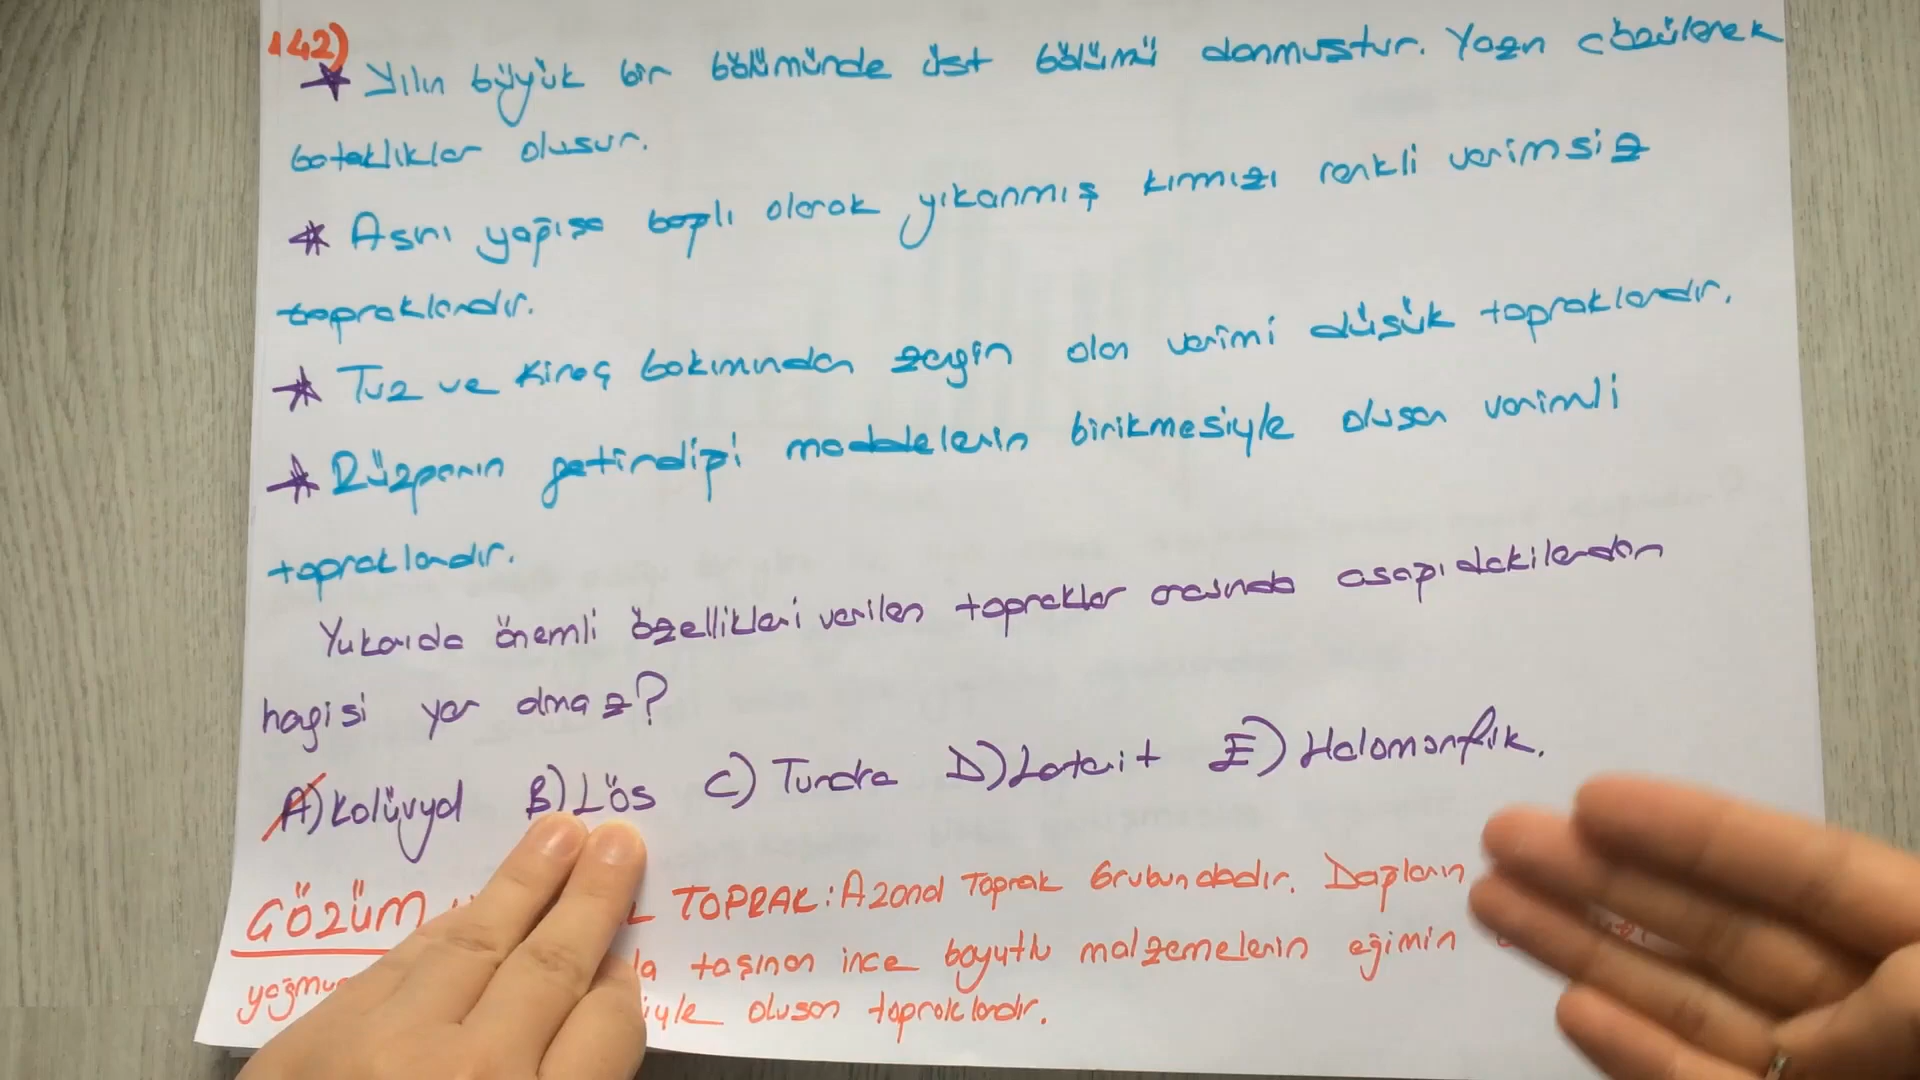 142)
* Yılın büyük bir bölümünde üst bölümü donmuştur. Yazın çözülerek
bataklıklar oluşur.
* Aşırı yağışa bağlı olarak yıkanmış kırmızı renkli verimsiz
topraklardır.
* Tuz ve kireç bakımından zengin olan verimi düşük topraklardır.
* Rüzgarın getirdiği maddelerin birikmesiyle oluşan verimli
topraklardır.
Yukarıda önemli özellikleri verilen topraklar arasında aşağıdakilerden
hangisi yer almaz?
A) Kolüvyal B) Lös C) Tundra D) Laterit E) Halomorfik.
ÇÖZÜM L TOPRAK: Azonal Toprak Grubundadır. Dağların
yağmu la taşınan ince boyutlu malzemelerin eğimin
iyle oluşan topraklardır.